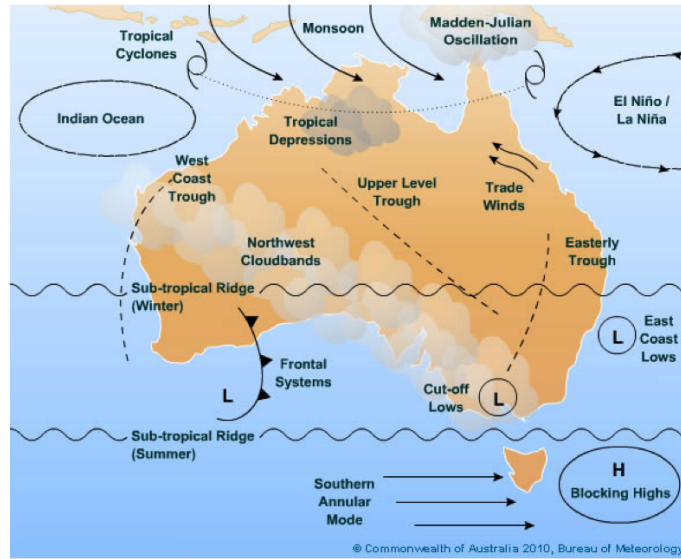 Tropical
Cyclones
Monsoon
Madden-Julian
Oscillation
Indian Ocean
El Niño /
La Niña
Tropical
Depressions
West
Coast
Trough
Upper Level
Trough
Trade
Winds
Northwest
Cloudbands
Easterly
Trough
Sub-tropical Ridge
(Winter)
L
East
Coast
Lows
Frontal
Systems
L
Cut-off
Lows
L
Sub-tropical Ridge
(Summer)
Southern
Annular
Mode
H
Blocking Highs
© Commonwealth of Australia 2010, Bureau of Meteorology